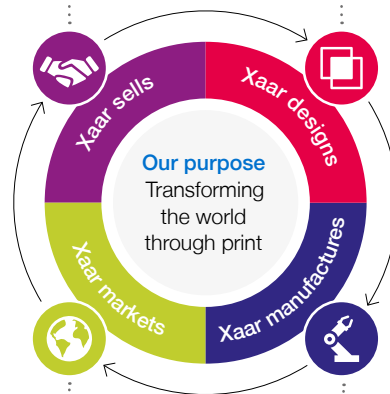 Xaar sells
Xaar designs
Our purpose
Transforming
the world
through print
Xaar markets
Xaar manufactures